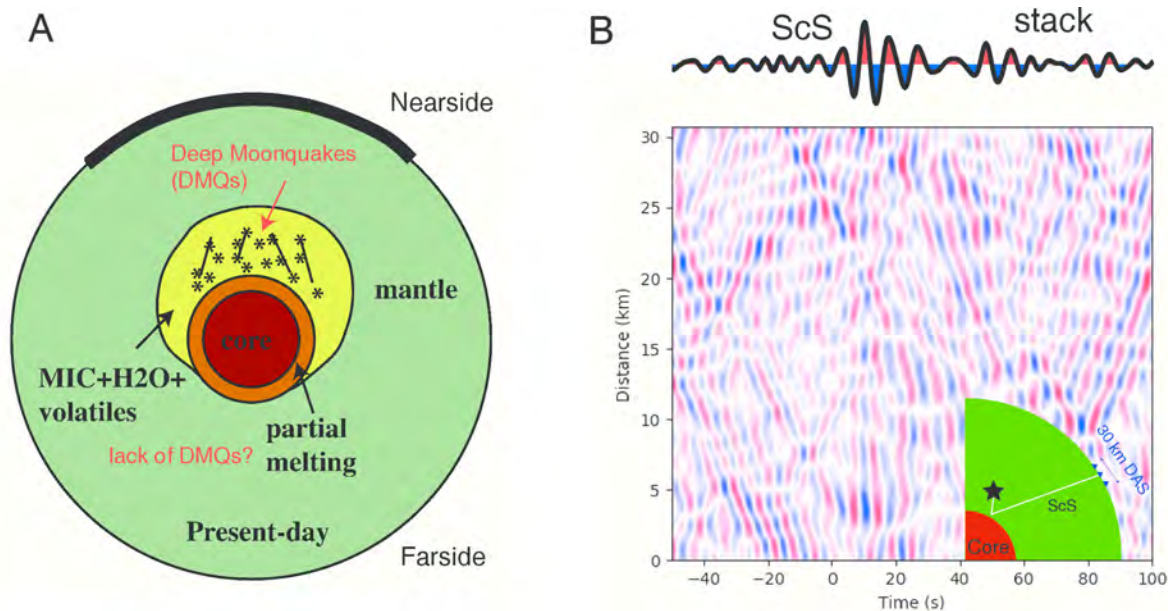 A
Nearside
Deep Moonquakes
(DMQs)
mantle
core
MIC+H2O+
volatiles
partial
melting
lack of DMQs?
Present-day
Farside
B
ScS
stack
30
25
20
15
10
5
0
Distance (km)
−40
−20
0
20
40
60
80
100
Time (s)
30 km DAS
ScS
Core